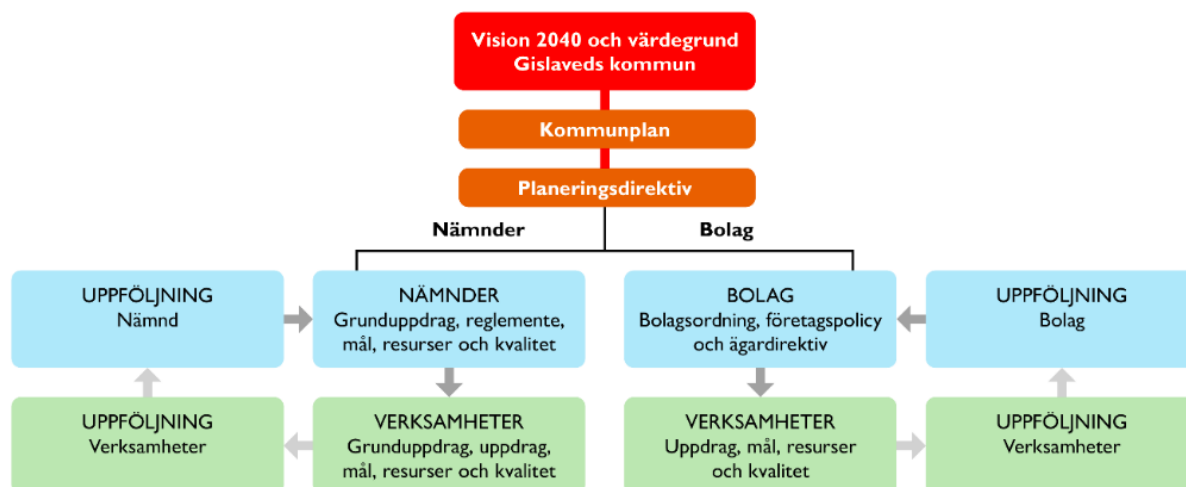 Vision 2040 och värdegrund
Gislaveds kommun
Kommunplan
Planeringsdirektiv
Nämnder
Bolag
UPPFÖLJNING
Nämnd
NÄMNDER
Grunduppdrag, reglemente,
mål, resurser och kvalitet
BOLAG
Bolagsordning, företagspolicy
och ägardirektiv
UPPFÖLJNING
Bolag
UPPFÖLJNING
Verksamheter
VERKSAMHETER
Grunduppdrag, uppdrag,
mål, resurser och kvalitet
VERKSAMHETER
Uppdrag, mål, resurser
och kvalitet
UPPFÖLJNING
Verksamheter